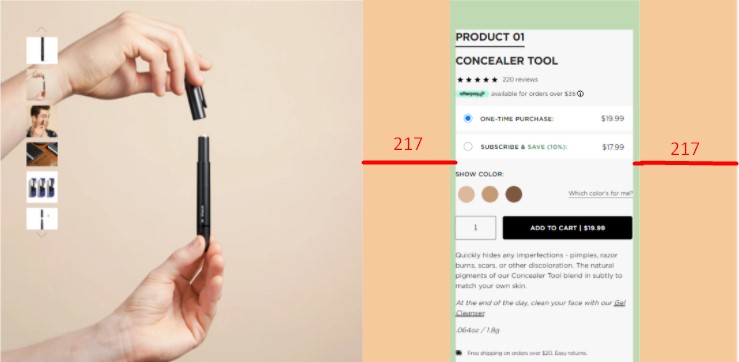 PRODUCT 01
CONCEALER TOOL
★★★★★ 220 reviews
afterpay available for orders over $35 ⓘ
217
217
ONE-TIME PURCHASE: $19.99
SUBSCRIBE & SAVE (10%): $17.99
SHOW COLOR:
Which color's for me?
1
ADD TO CART | $19.99
Quickly hides any imperfections - pimples, razor
burns, scars, or other discoloration. The natural
pigments of our Concealer Tool blend in subtly to
match your own skin.
At the end of the day, clean your face with our Gel
Cleanser.
.064oz / 1.8g
Free shipping on orders over $20. Easy returns.